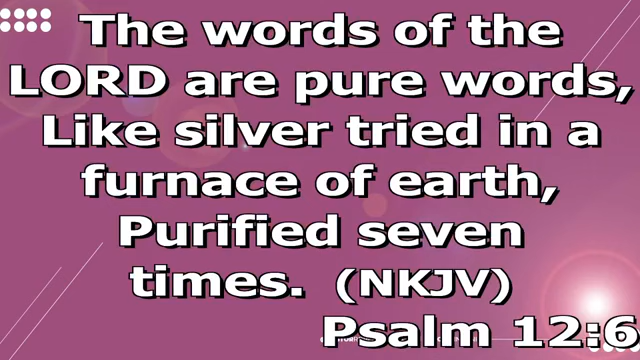 The words of the
LORD are pure words,
Like silver tried in a
furnace of earth,
Purified seven
times. (NKJV)
Psalm 12:6